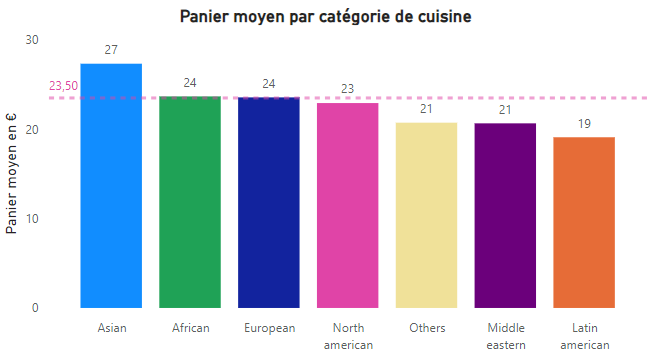 Panier moyen par catégorie de cuisine
Panier moyen en €
30
20
10
0
23,50
27
24
24
23
21
21
19
Asian
African
European
North
american
Others
Middle
eastern
Latin
american